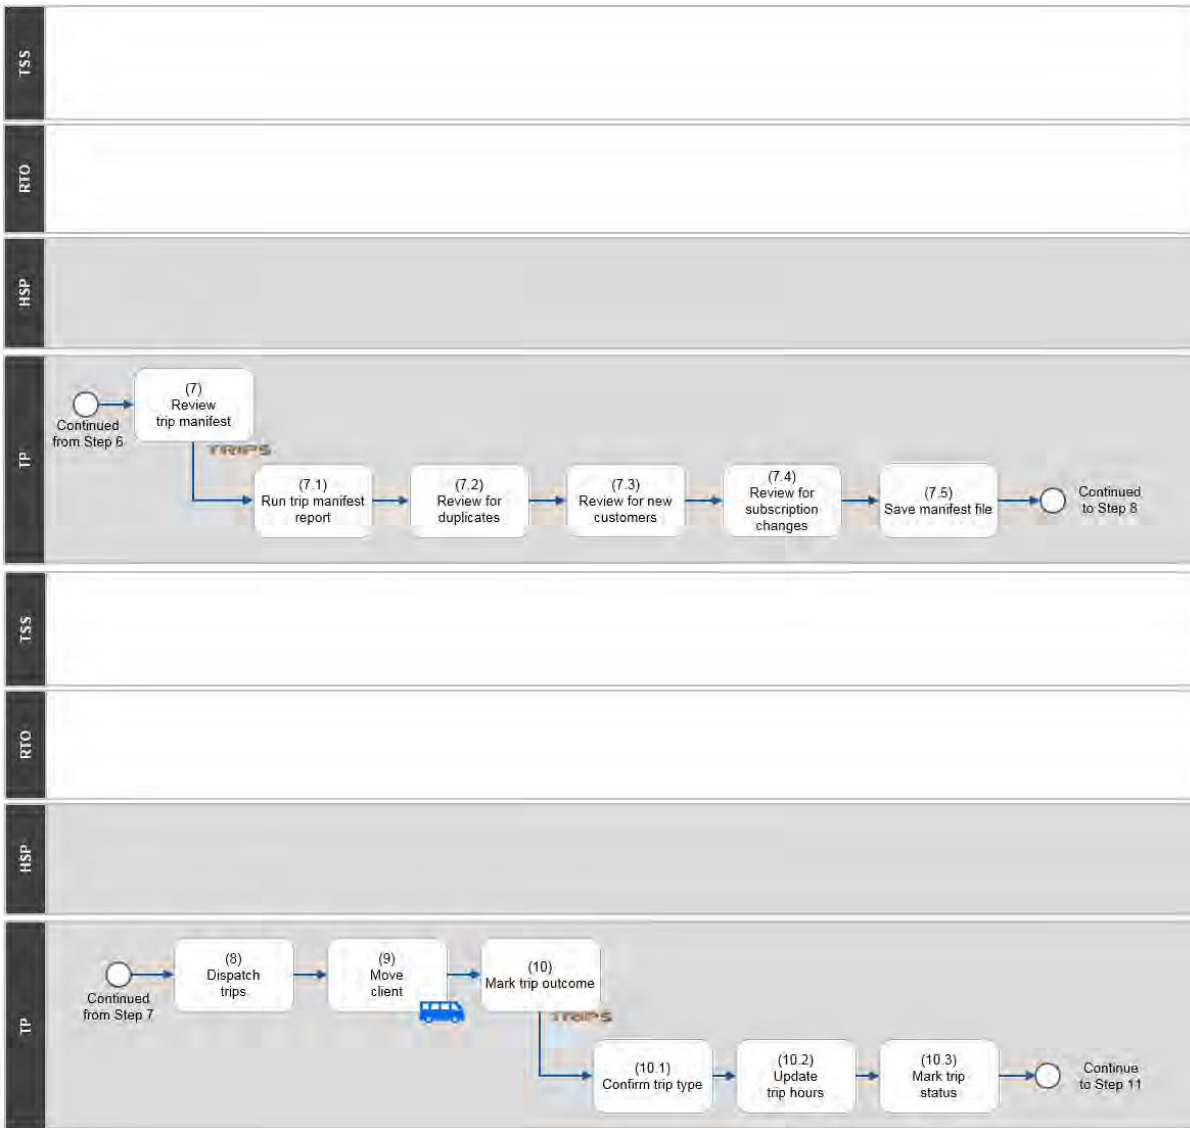 TSS
RTO
HSP
TP
Continued
from Step 6
(7)
Review
trip manifest
TRIPS
(7.1)
Run trip manifest
report
(7.2)
Review for
duplicates
(7.3)
Review for new
customers
(7.4)
Review for
subscription
changes
(7.5)
Save manifest file
Continued
to Step 8
TSS
RTO
HSP
TP
Continued
from Step 7
(8)
Dispatch
trips
(9)
Move
client
(10)
Mark trip outcome
TRIPS
(10.1)
Confirm trip type
(10.2)
Update
trip hours
(10.3)
Mark trip
status
Continue
to Step 11